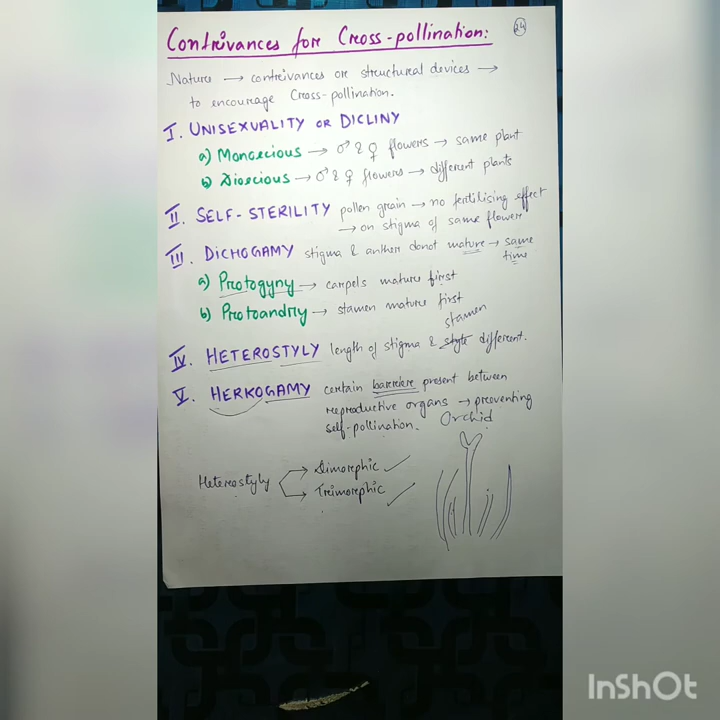 Contrivances for Cross-pollination:
24
Nature → contrivances or structural devices →
to encourage Cross-pollination.
I. UNISEXUALITY OR DICLINY
a) Monoecious → ♂ & ♀ flowers → same plant
b) Dioecious → ♂ & ♀ flowers → different plants
II. SELF-STERILITY pollen grain → no fertilising effect
→ on stigma of same flower
III. DICHOGAMY stigma & anther donot mature → same
time
a) Protogyny → carpels mature first
b) Protoandry → stamen matures first
stamen
IV. HETEROSTYLY length of stigma & style different.
V. HERKOGAMY certain barriers present between
reproductive organs → preventing
self-pollination. Orchid
Heterostyly
Dimorphic ✓
Trimorphic ✓
InShOt